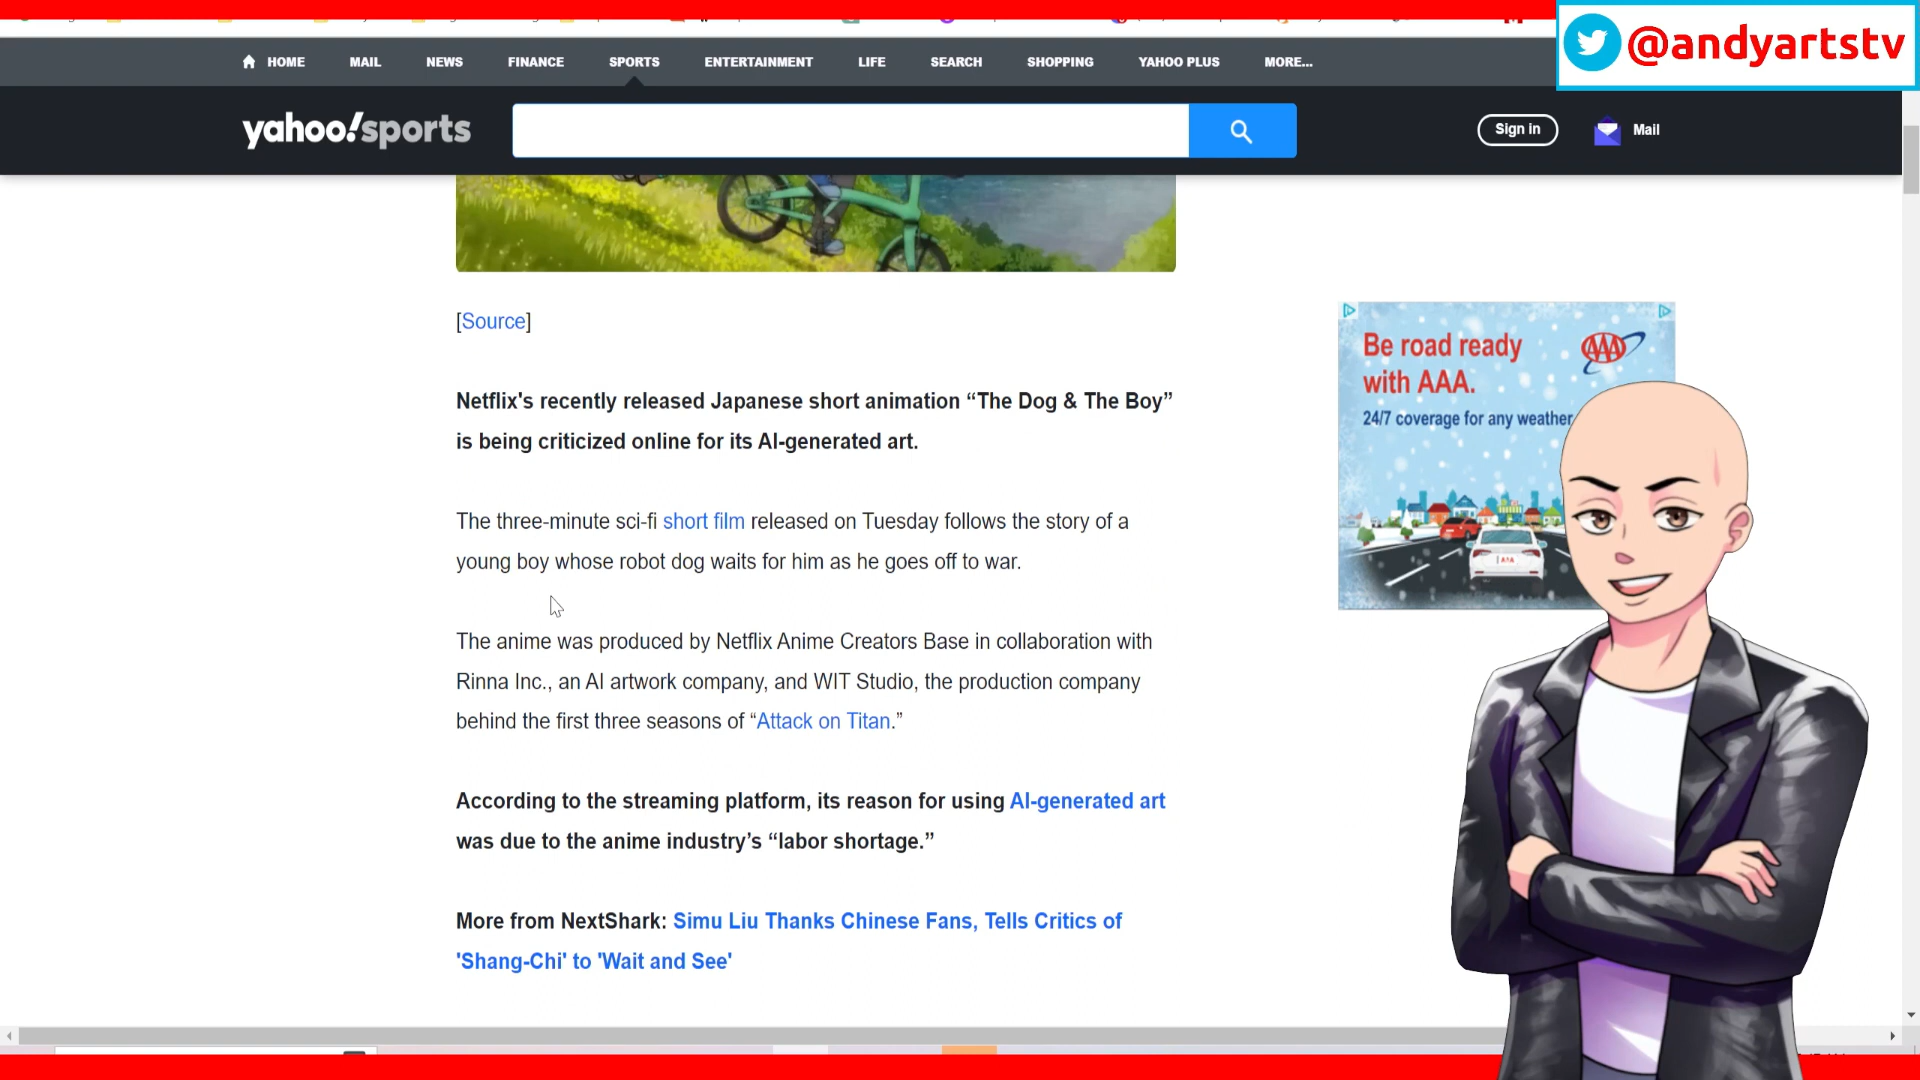 @andyartstv
HOME MAIL NEWS FINANCE SPORTS ENTERTAINMENT LIFE SEARCH SHOPPING YAHOO PLUS MORE...
yahoo!sports
Sign in
Mail
[Source]
Be road ready
with AAA.
AAA
24/7 coverage for any weather
Netflix's recently released Japanese short animation “The Dog & The Boy”
is being criticized online for its AI-generated art.
The three-minute sci-fi short film released on Tuesday follows the story of a
young boy whose robot dog waits for him as he goes off to war.
The anime was produced by Netflix Anime Creators Base in collaboration with
Rinna Inc., an AI artwork company, and WIT Studio, the production company
behind the first three seasons of “Attack on Titan.”
According to the streaming platform, its reason for using AI-generated art
was due to the anime industry’s “labor shortage.”
More from NextShark: Simu Liu Thanks Chinese Fans, Tells Critics of
'Shang-Chi' to 'Wait and See'